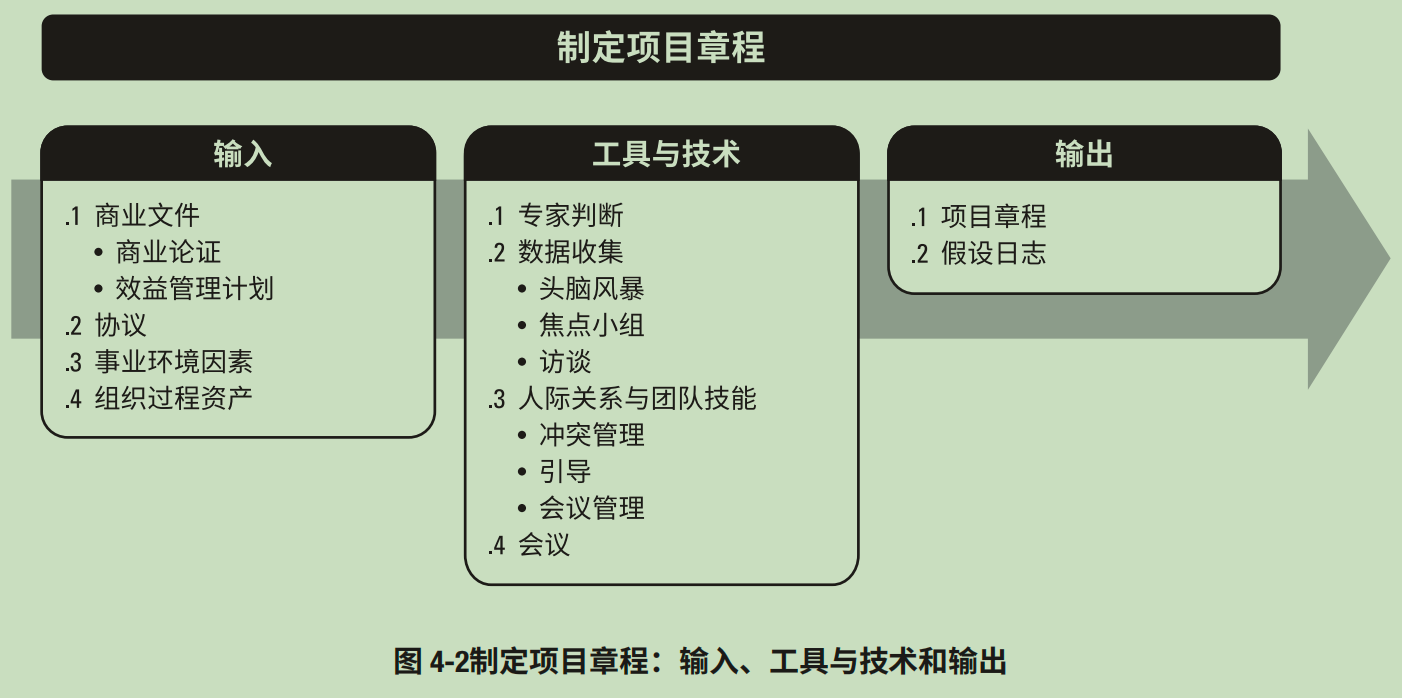 制定项目章程
输入
.1 商业文件
• 商业论证
• 效益管理计划
.2 协议
.3 事业环境因素
.4 组织过程资产
工具与技术
.1 专家判断
.2 数据收集
• 头脑风暴
• 焦点小组
• 访谈
.3 人际关系与团队技能
• 冲突管理
• 引导
• 会议管理
.4 会议
输出
.1 项目章程
.2 假设日志
图 4-2制定项目章程：输入、工具与技术和输出